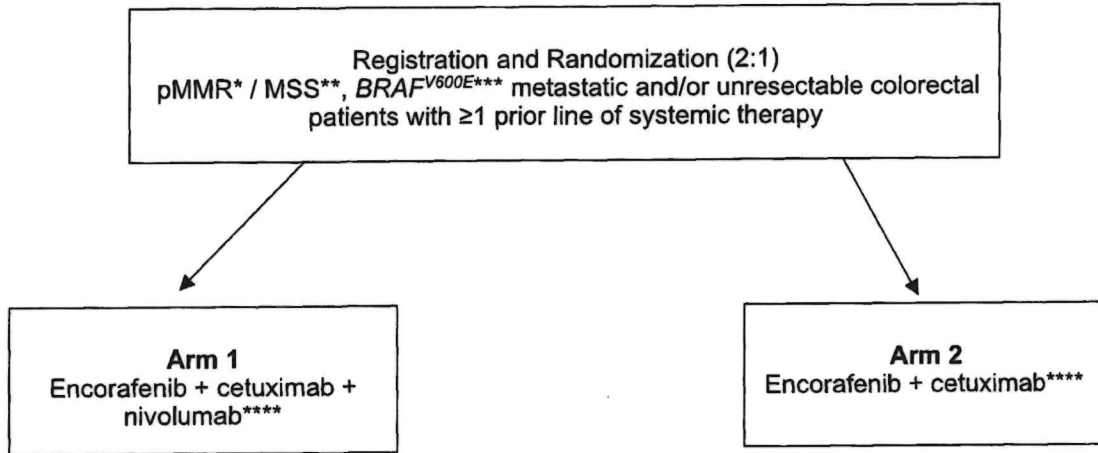 Registration and Randomization (2:1)
pMMR* / MSS**, BRAFV600E*** metastatic and/or unresectable colorectal
patients with ≥1 prior line of systemic therapy
Arm 1
Encorafenib + cetuximab +
nivolumab****
Arm 2
Encorafenib + cetuximab****